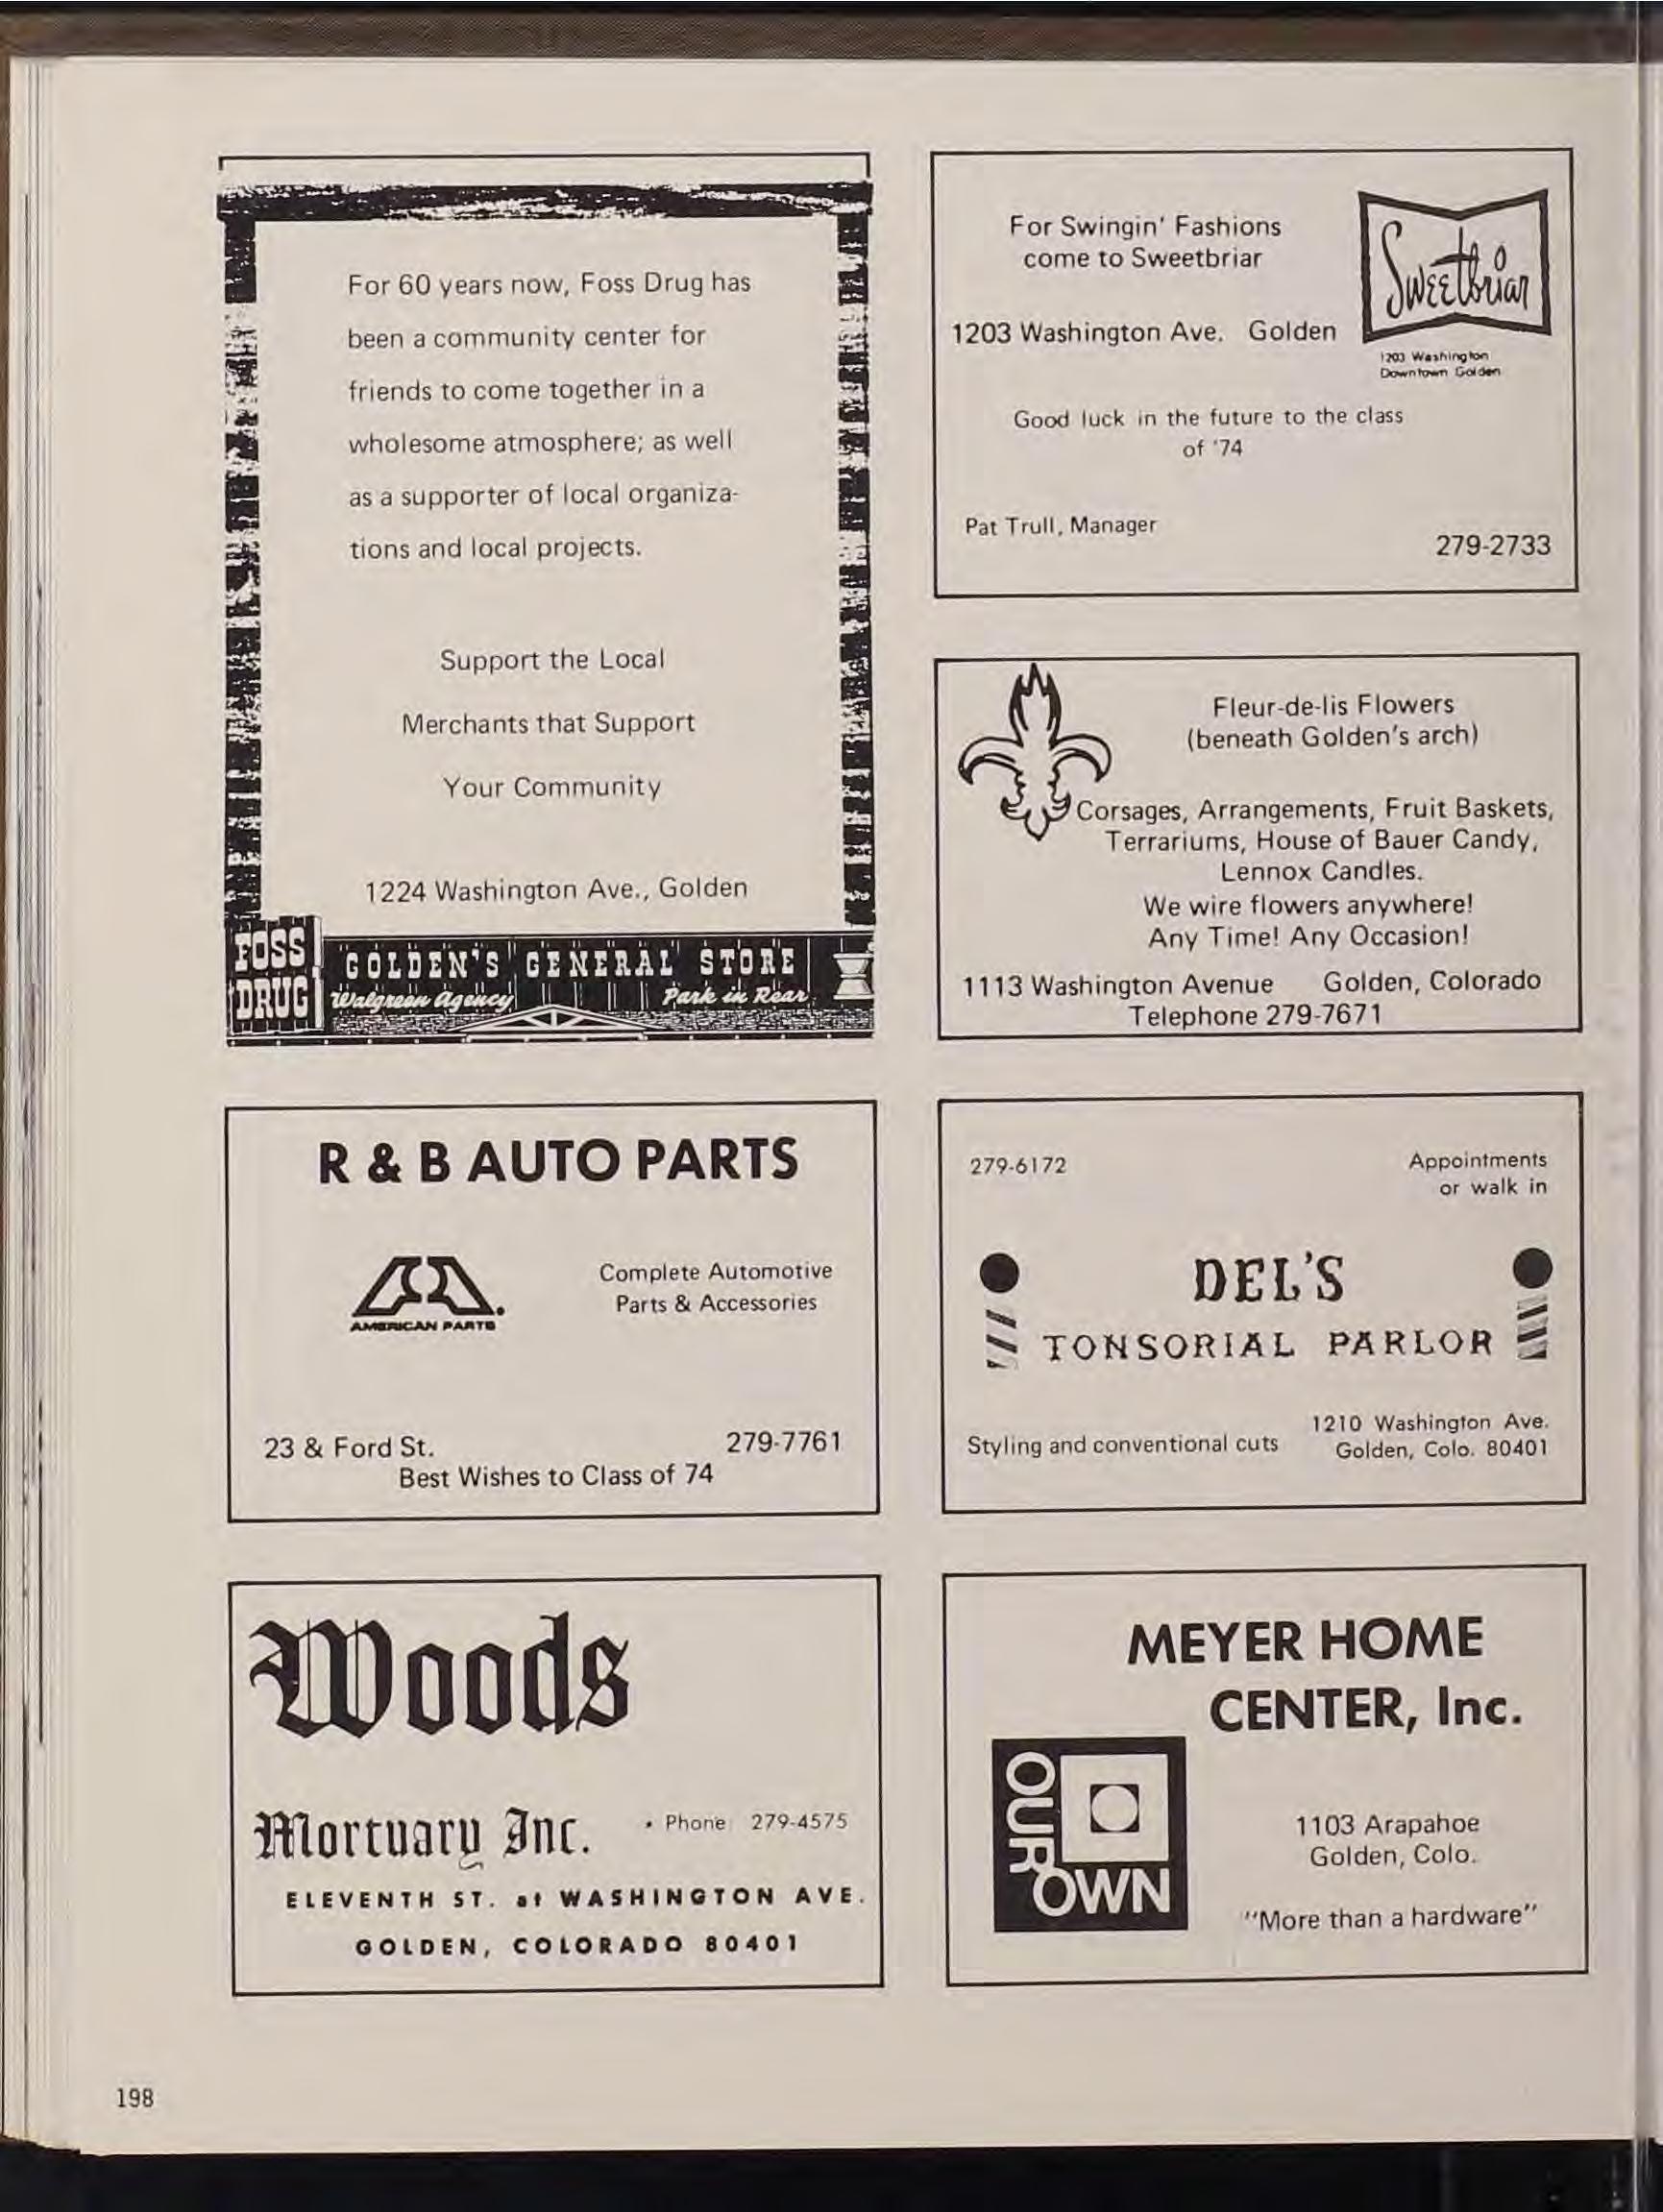 For 60 years now, Foss Drug has
been a community center for
friends to come together in a
wholesome atmosphere; as well
as a supporter of local organiza-
tions and local projects.
Support the Local
Merchants that Support
Your Community
1224 Washington Ave., Golden
FOSS
DRUG
GOLDEN'S GENERAL STORE
Walgreen Agency
Park in Rear
For Swingin' Fashions
come to Sweetbriar
Sweetbriar
1203 Washington
Downtown Golden
1203 Washington Ave. Golden
Good luck in the future to the class
of '74
Pat Trull, Manager
279-2733
Fleur-de-lis Flowers
(beneath Golden's arch)
Corsages, Arrangements, Fruit Baskets,
Terrariums, House of Bauer Candy,
Lennox Candles.
We wire flowers anywhere!
Any Time! Any Occasion!
1113 Washington Avenue Golden, Colorado
Telephone 279-7671
R & B AUTO PARTS
AMERICAN PARTS
Complete Automotive
Parts & Accessories
23 & Ford St. 279-7761
Best Wishes to Class of 74
279-6172
Appointments
or walk in
DEL'S
TONSORIAL PARLOR
Styling and conventional cuts
1210 Washington Ave.
Golden, Colo. 80401
Woods
Mortuary Inc. • Phone 279-4575
ELEVENTH ST. at WASHINGTON AVE.
GOLDEN, COLORADO 80401
MEYER HOME
CENTER, Inc.
OUR
OWN
1103 Arapahoe
Golden, Colo.
"More than a hardware"
198